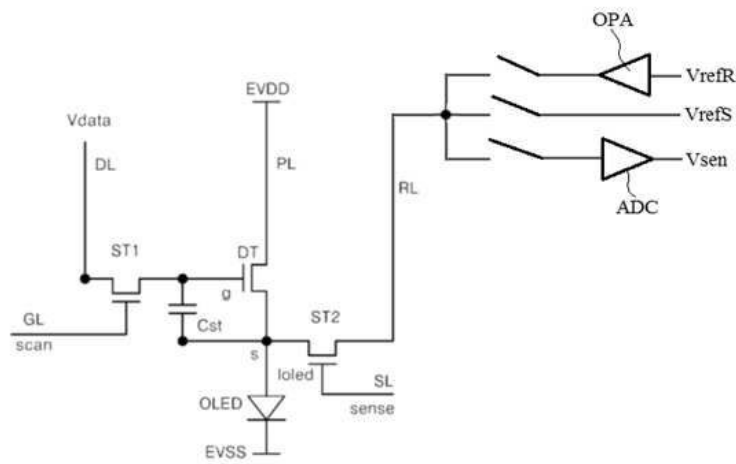 OPA
VrefR
EVDD
Vdata
VrefS
DL
PL
Vsen
RL
ADC
ST1
DT
g
GL
Cst
ST2
scan
s
Ioled
SL
OLED
sense
EVSS